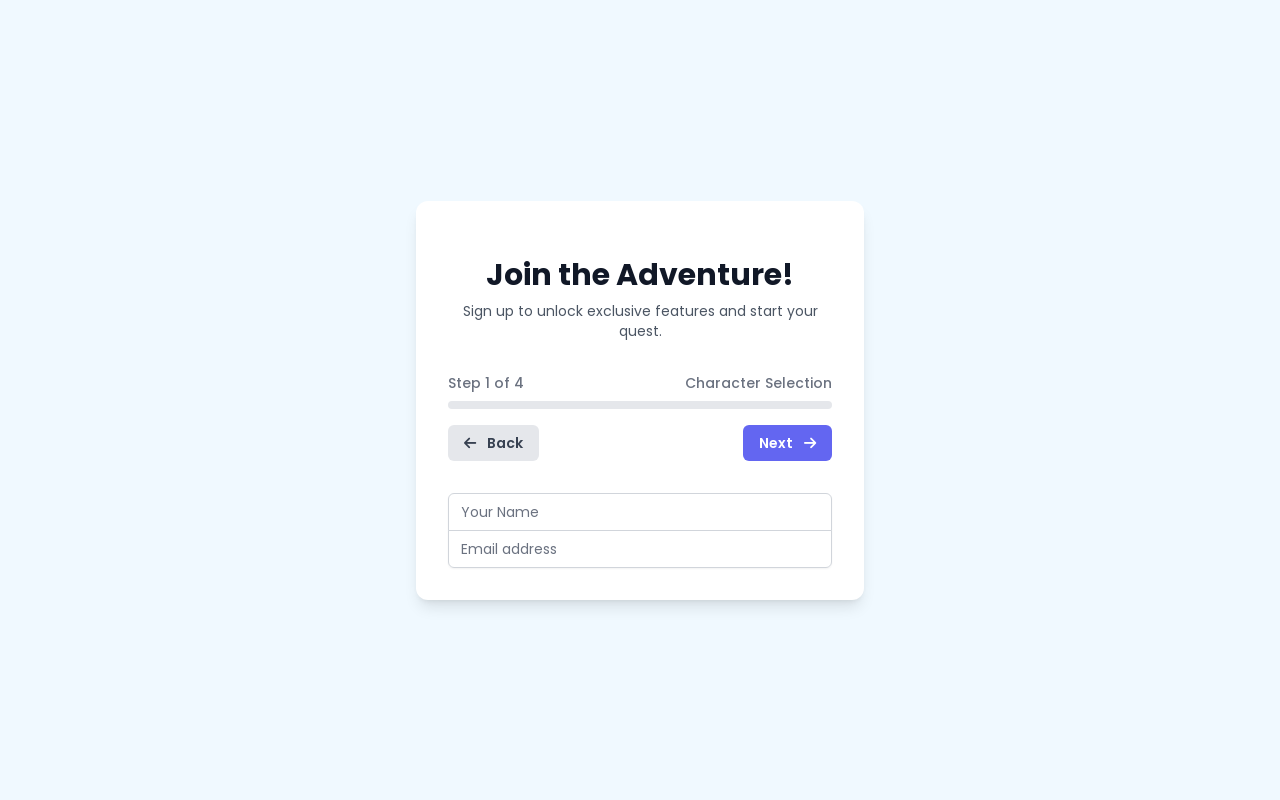 Join the Adventure!
Sign up to unlock exclusive features and start your
quest.
Step 1 of 4
Character Selection
Back
Next
Your Name
Email address